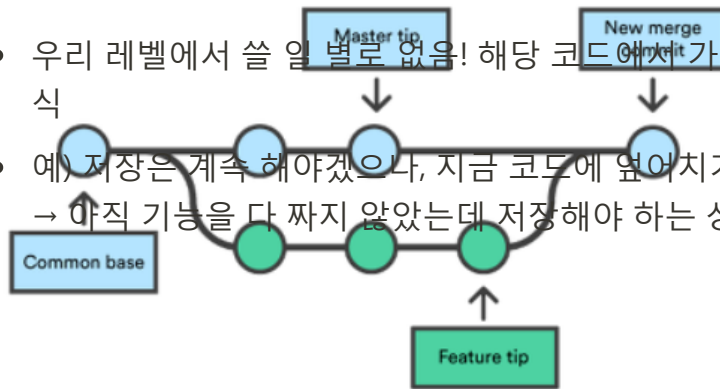 Master tip
New merge
commit
우리 레벨에서 쓸 일 별로 없음! 해당 코드에서 가
식
예) 저장은 계속 해야겠으나, 지금 코드에 엎어치기
→ 아직 기능을 다 짜지 않았는데 저장해야 하는
Common base
Feature tip